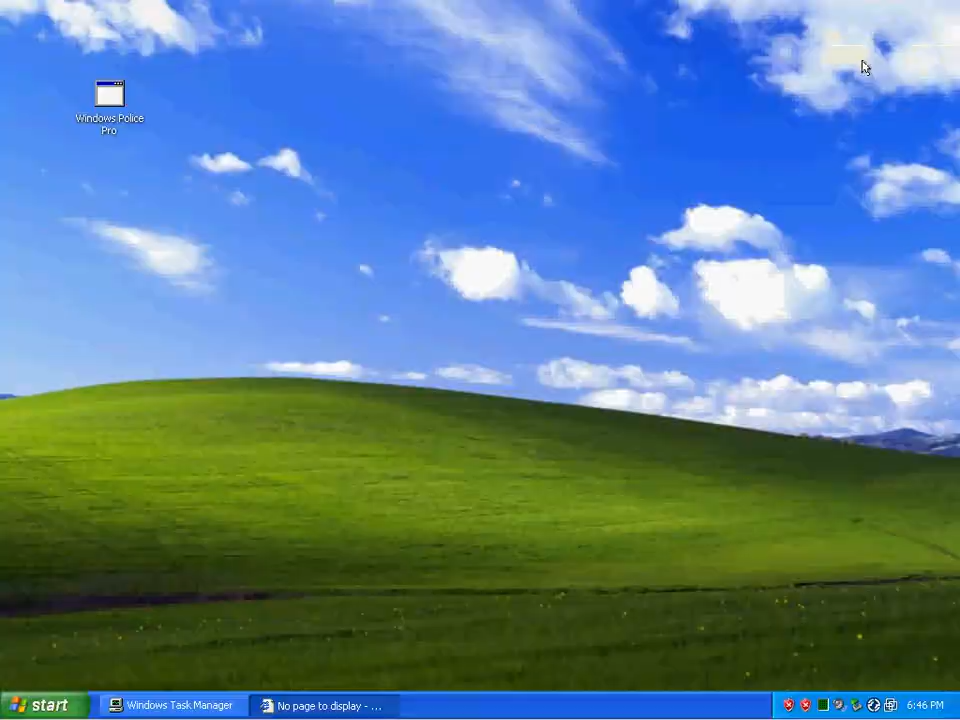 Windows Police
Pro
start
Windows Task Manager
No page to display - ...
6:46 PM